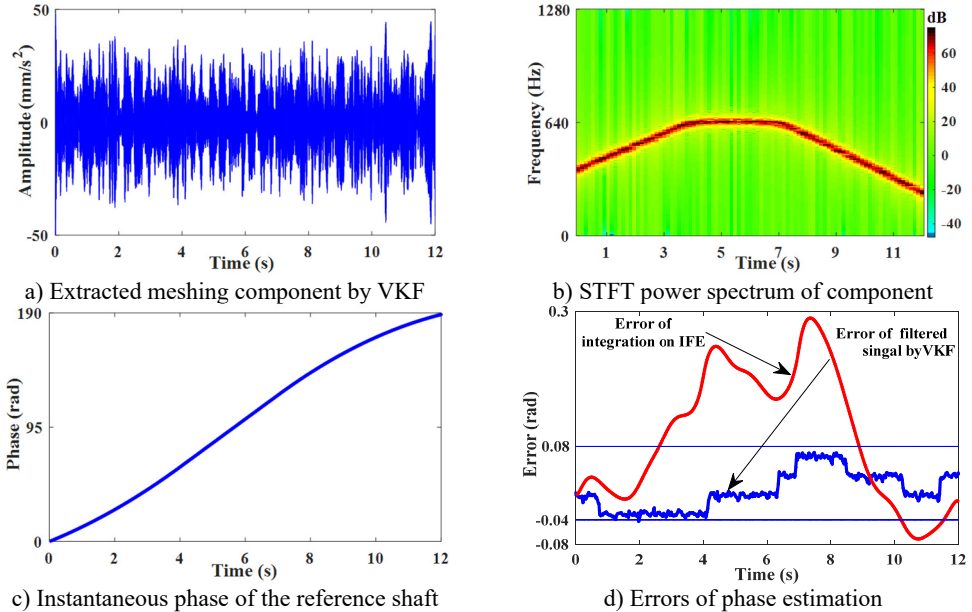 50
0
-50
Amplitude (mm/s²)
0 2 4 6 8 10 12
Time (s)
a) Extracted meshing component by VKF
1280
640
0
Frequency (Hz)
1 3 5 7 9 11
Time (s)
dB
60
40
20
0
-20
-40
b) STFT power spectrum of component
190
95
0
Phase (rad)
0 2 4 6 8 10 12
Time (s)
c) Instantaneous phase of the reference shaft
0.3
0.08
-0.04
-0.08
Error (rad)
Error of
integration on IFE
Error of filtered
singal byVKF
0 2 4 6 8 10 12
Time (s)
d) Errors of phase estimation